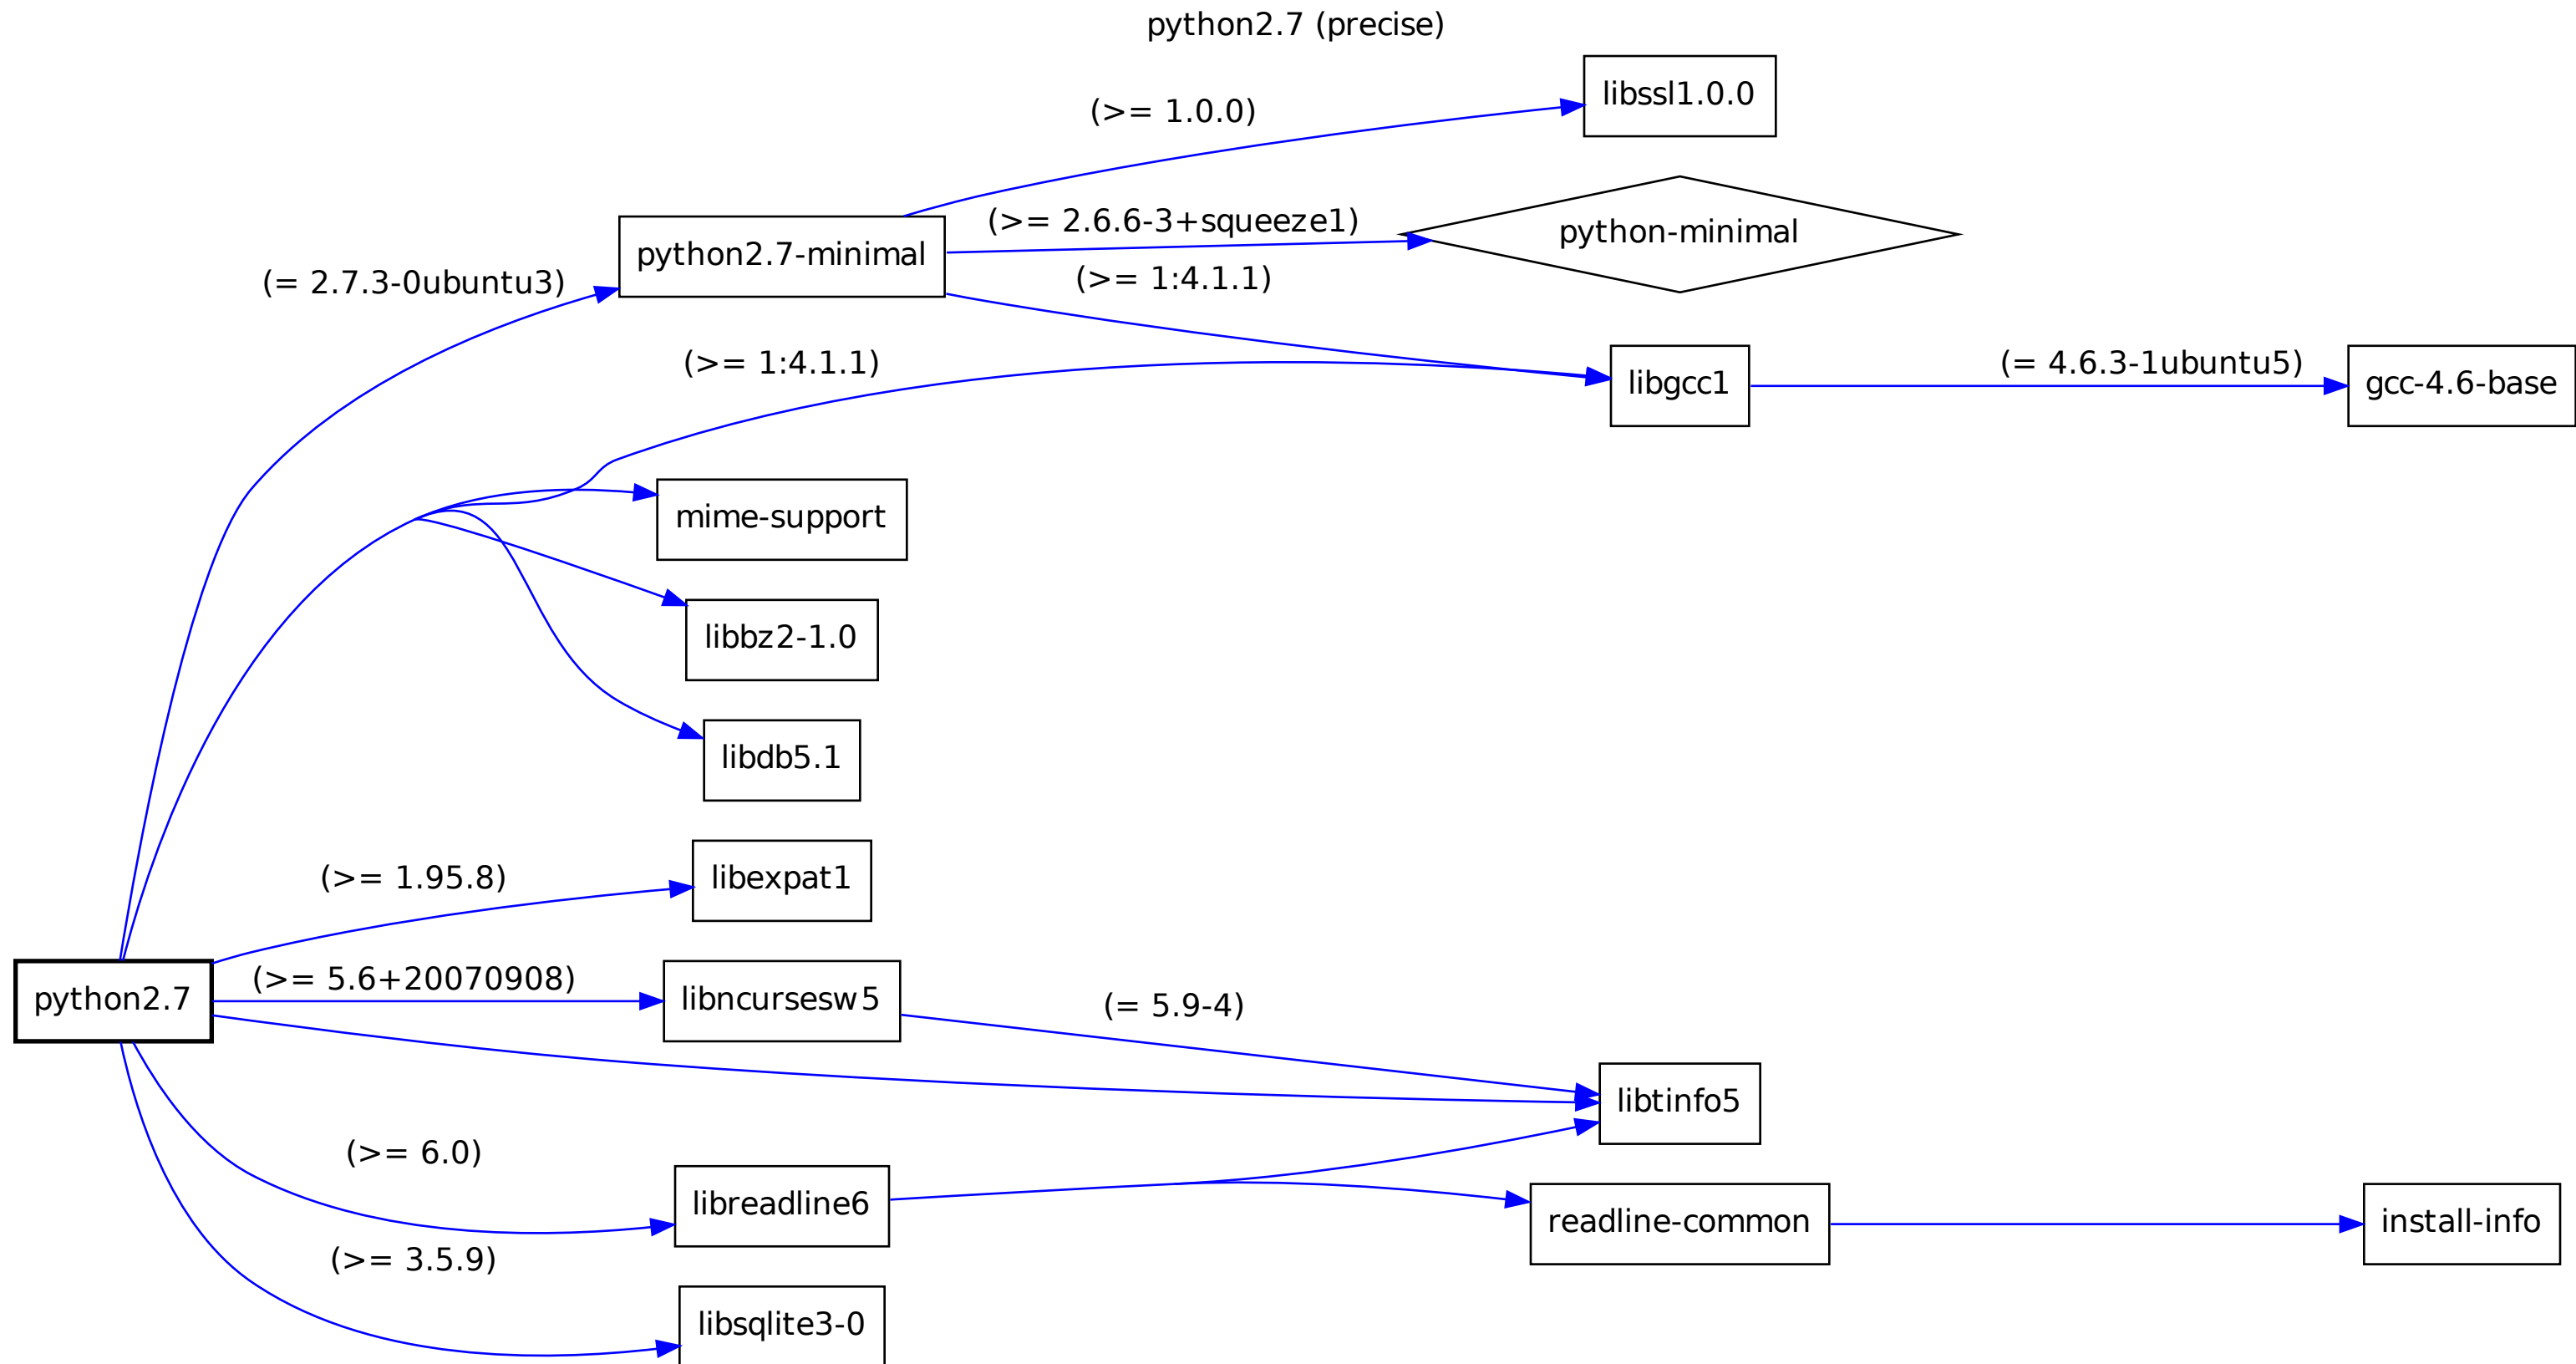 python2.7 (precise)
libssl1.0.0
(>= 1.0.0)
(>= 2.6.6-3+squeeze1)
python-minimal
python2.7-minimal
(= 2.7.3-0ubuntu3)
(>= 1:4.1.1)
(>= 1:4.1.1)
libgcc1
(= 4.6.3-1ubuntu5)
gcc-4.6-base
mime-support
libbz2-1.0
libdb5.1
(>= 1.95.8)
libexpat1
python2.7
(>= 5.6+20070908)
libncursesw5
(= 5.9-4)
libtinfo5
(>= 6.0)
libreadline6
readline-common
install-info
(>= 3.5.9)
libsqlite3-0